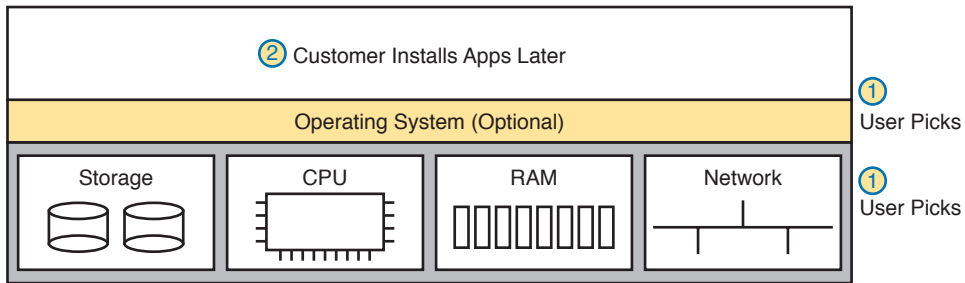 2 Customer Installs Apps Later
1
User Picks
Operating System (Optional)
Storage CPU RAM Network
1
User Picks